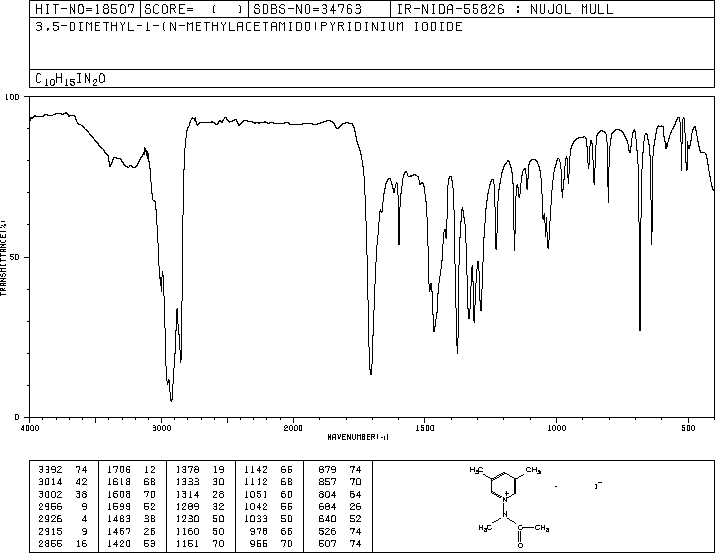 HIT-NO=18507 SCORE= ( ) SDBS-NO=34763 IR-NIDA-55826 : NUJOL MULL
3,5-DIMETHYL-1-(N-METHYLACETAMIDO)PYRIDINIUM IODIDE
C10H15IN2O
100
50
0
TRANSMITTANCE(%)
4000 3000 2000 1500 1000 500
WAVENUMBER(-1)
3392 74 1706 12 1378 19 1142 66 879 74
3014 42 1618 68 1333 30 1112 68 857 70
3002 38 1608 70 1314 28 1051 60 804 64
2956 9 1599 52 1289 32 1042 55 684 26
2926 4 1483 38 1230 50 1033 50 640 52
2915 9 1467 26 1160 50 978 66 526 74
2855 16 1420 53 1151 70 955 70 507 74
H3C CH3
N+
N
H3C C CH3
O
I-